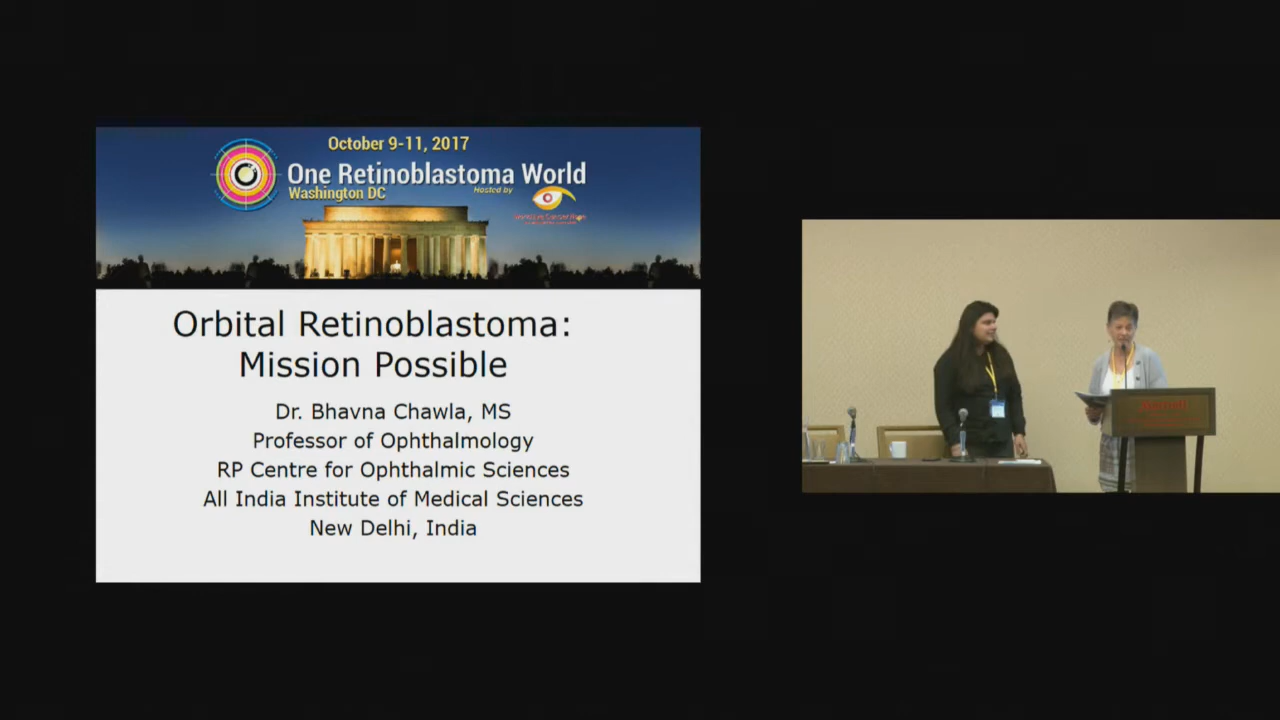 October 9-11, 2017
One Retinoblastoma World
Washington DC
Hosted by
Orbital Retinoblastoma:
Mission Possible
Dr. Bhavna Chawla, MS
Professor of Ophthalmology
RP Centre for Ophthalmic Sciences
All India Institute of Medical Sciences
New Delhi, India